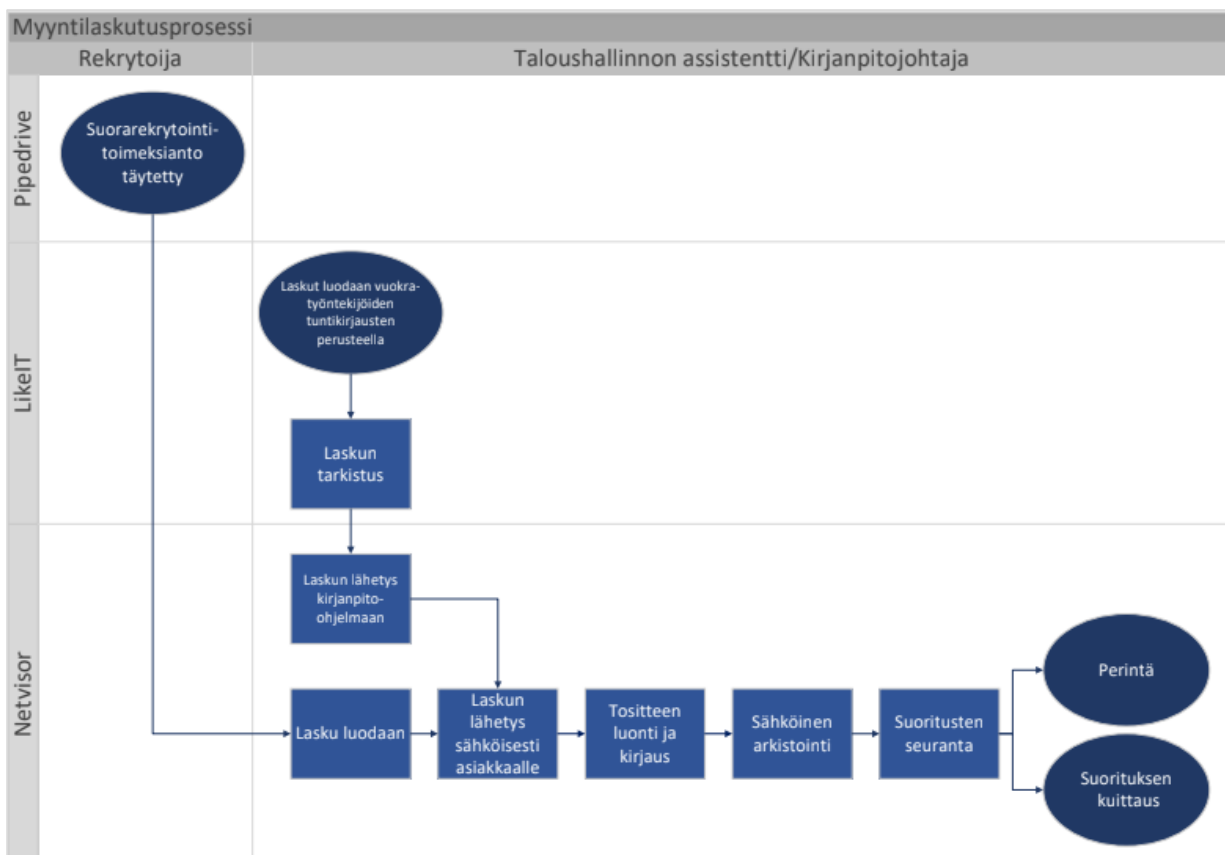 Myyntilaskutusprosessi
Rekrytoija
Taloushallinnon assistentti/Kirjanpitojohtaja
Pipedrive
Suorarekrytointi-
toimeksianto
täytetty
LikeIT
Laskut luodaan vuokra-
työntekijöiden
tuntikirjausten
perusteella
Laskun
tarkistus
Netvisor
Laskun lähetys
kirjanpito-
ohjelmaan
Lasku luodaan
Laskun
lähetys
sähköisesti
asiakkaalle
Tositteen
luonti ja
kirjaus
Sähköinen
arkistointi
Suoritusten
seuranta
Perintä
Suorituksen
kuittaus